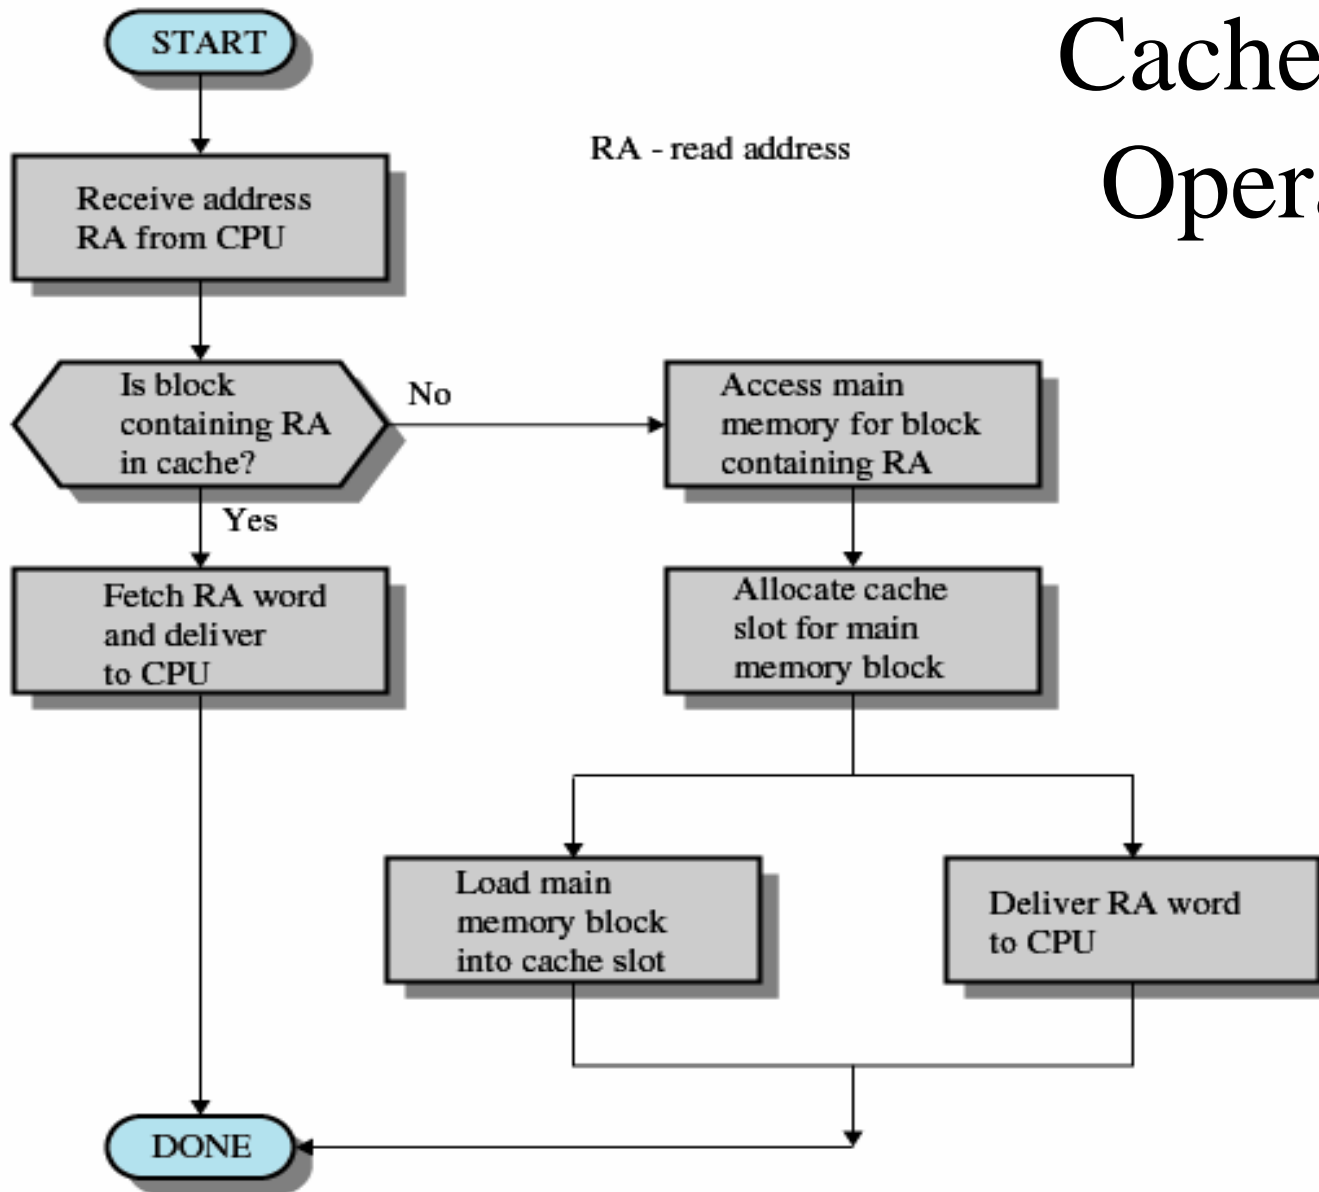 Cache
Opera
START
RA - read address
Receive address
RA from CPU
Is block
containing RA
in cache?
No
Yes
Access main
memory for block
containing RA
Fetch RA word
and deliver
to CPU
Allocate cache
slot for main
memory block
Load main
memory block
into cache slot
Deliver RA word
to CPU
DONE